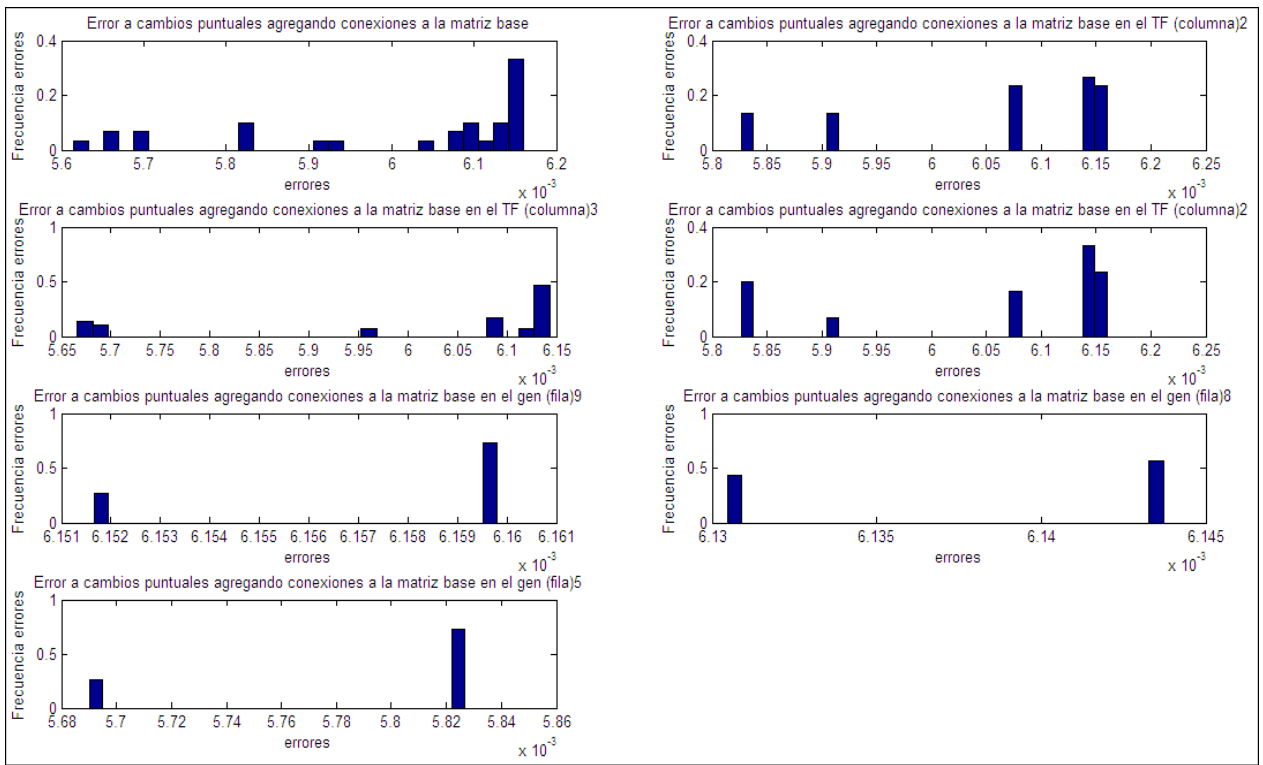 Error a cambios puntuales agregando conexiones a la matriz base
Frecuencia errores
0.4
0.2
0
5.6 5.7 5.8 5.9 6 6.1 6.2
errores
x 10-3
Error a cambios puntuales agregando conexiones a la matriz base en el TF (columna)2
Frecuencia errores
0.4
0.2
0
5.8 5.85 5.9 5.95 6 6.05 6.1 6.15 6.2 6.25
errores
x 10-3
Error a cambios puntuales agregando conexiones a la matriz base en el TF (columna)3
Frecuencia errores
1
0.5
0
5.65 5.7 5.75 5.8 5.85 5.9 5.95 6 6.05 6.1 6.15
errores
x 10-3
Error a cambios puntuales agregando conexiones a la matriz base en el TF (columna)2
Frecuencia errores
0.4
0.2
0
5.8 5.85 5.9 5.95 6 6.05 6.1 6.15 6.2 6.25
errores
x 10-3
Error a cambios puntuales agregando conexiones a la matriz base en el gen (fila)9
Frecuencia errores
1
0.5
0
6.151 6.152 6.153 6.154 6.155 6.156 6.157 6.158 6.159 6.16 6.161
errores
x 10-3
Error a cambios puntuales agregando conexiones a la matriz base en el gen (fila)8
Frecuencia errores
1
0.5
0
6.13 6.135 6.14 6.145
errores
x 10-3
Error a cambios puntuales agregando conexiones a la matriz base en el gen (fila)5
Frecuencia errores
1
0.5
0
5.68 5.7 5.72 5.74 5.76 5.78 5.8 5.82 5.84 5.86
errores
x 10-3